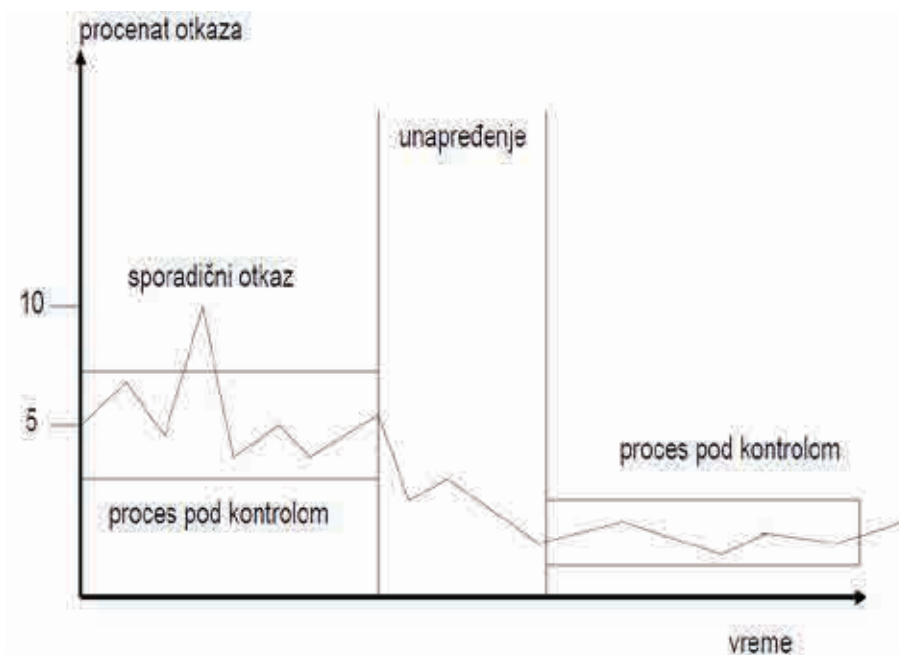 procenat otkaza
unapređenje
sporadični otkaz
10
5
proces pod kontrolom
proces pod kontrolom
vreme